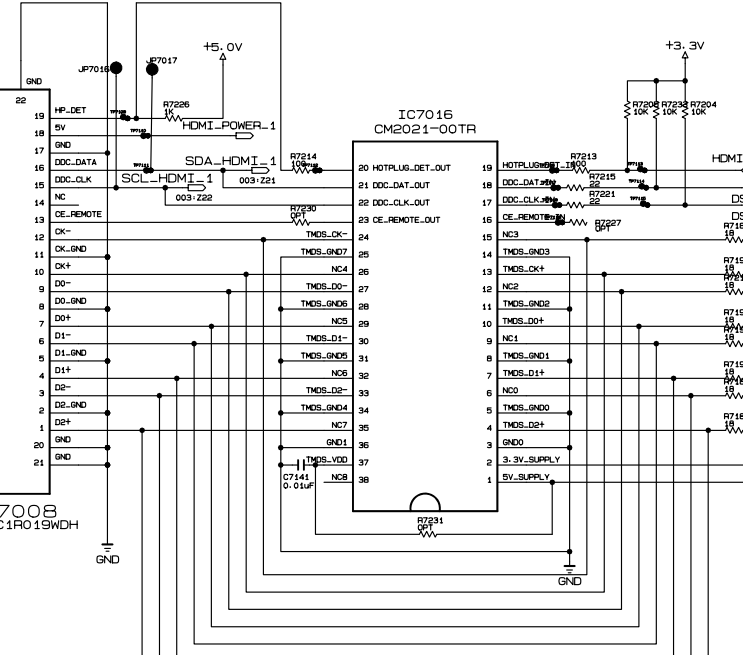 +5.0V
+3.3V
JP7016
JP7017
GND
22
R7226
1K
R7204
10K
10K
10K
IC7016
CM2021-00TR
19 HP_DET
18 5V
HDMI_POWER_1
17 GND
16 DDC_DATA
SDA_HDMI_1
003:Z21
15 DDC_CLK
SCL_HDMI_1
003:Z22
14 NC
13 CE_REMOTE
12 CK-
11 CK_GND
10 CK+
9 D0-
8 D0_GND
7 D0+
6 D1-
5 D1_GND
4 D1+
3 D2-
2 D2_GND
1 D2+
20 GND
21 GND
7008
C1R019WDH
GND
R7214
R7230
OPT
20 HOTPLUG_DET_OUT
21 DDC_DAT_OUT
22 DDC_CLK_OUT
23 CE_REMOTE_OUT
TMDS_CK- 24
TMDS_GND7 25
NC4 26
TMDS_D0- 27
TMDS_GND6 28
NC5 29
TMDS_D1- 30
TMDS_GND5 31
NC6 32
TMDS_D2- 33
TMDS_GND4 34
NC7 35
GND1 36
TMDS_VDD 37
NC8 38
C7141
0.01uF
R7231
OPT
19
R7213
HDMI
18
R7215
22
17
R7221
22
16
R7227
OPT
15 NC3
14 TMDS_GND3
13 TMDS_CK+
12 NC2
11 TMDS_GND2
10 TMDS_D0+
9 NC1
8 TMDS_GND1
7 TMDS_D1+
6 NC0
5 TMDS_GND0
4 TMDS_D2+
3 GND0
2 3.3V_SUPPLY
1 5V_SUPPLY
GND